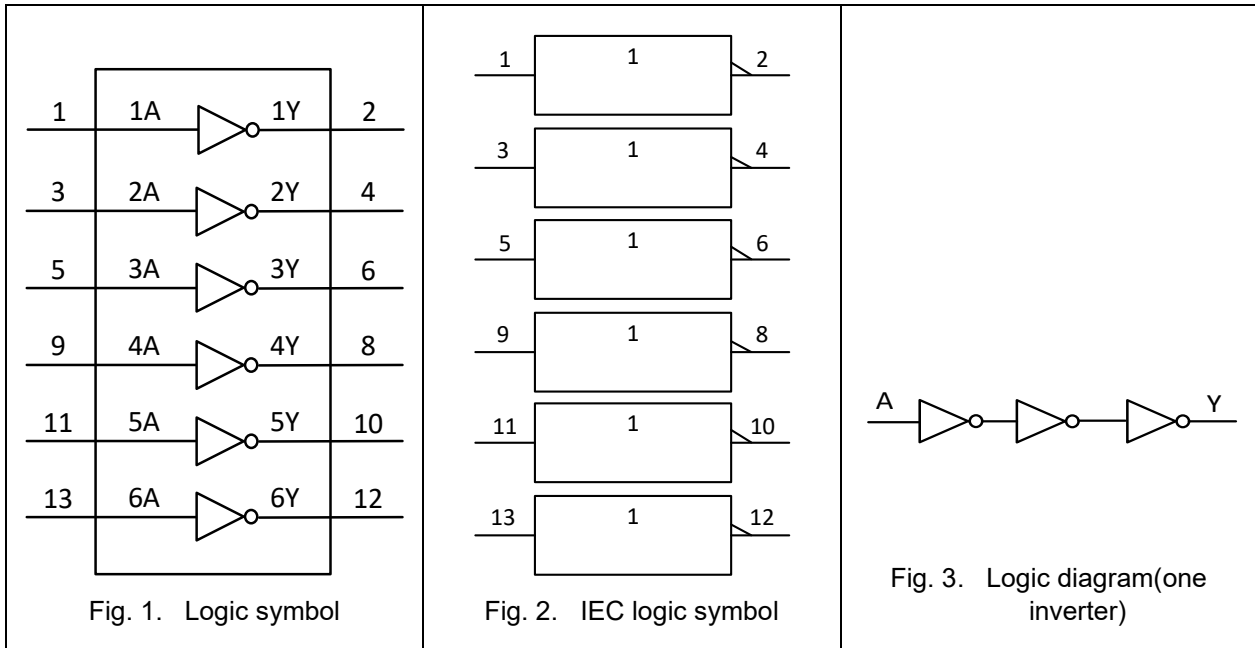 1 1A 1Y 2
3 2A 2Y 4
5 3A 3Y 6
9 4A 4Y 8
11 5A 5Y 10
13 6A 6Y 12
Fig. 1. Logic symbol
1 1 2
3 1 4
5 1 6
9 1 8
11 1 10
13 1 12
Fig. 2. IEC logic symbol
A Y
Fig. 3. Logic diagram(one
inverter)